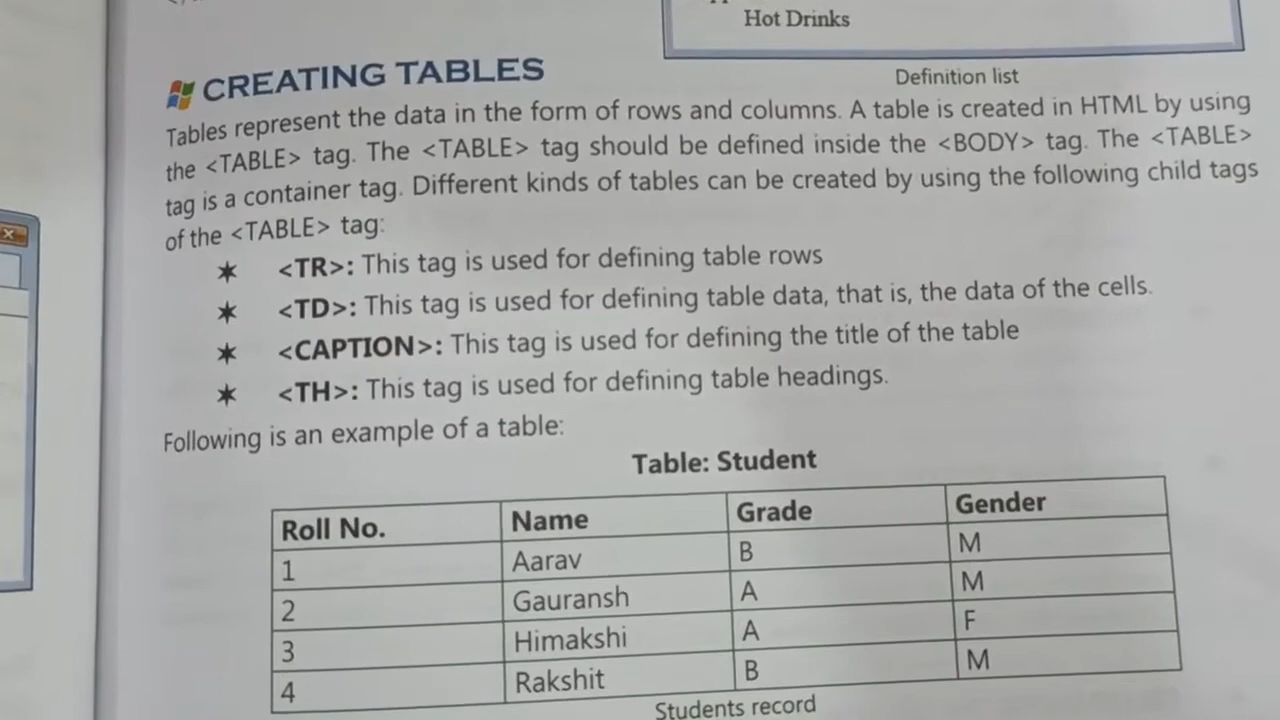 Hot Drinks
Definition list
CREATING TABLES
Tables represent the data in the form of rows and columns. A table is created in HTML by using
the <TABLE> tag. The <TABLE> tag should be defined inside the <BODY> tag. The <TABLE>
tag is a container tag. Different kinds of tables can be created by using the following child tags
of the <TABLE> tag:
✶ <TR>: This tag is used for defining table rows
✶ <TD>: This tag is used for defining table data, that is, the data of the cells.
✶ <CAPTION>: This tag is used for defining the title of the table
✶ <TH>: This tag is used for defining table headings.
Following is an example of a table:
Table: Student
Roll No. Name Grade Gender
1 Aarav B M
2 Gauransh A M
3 Himakshi A F
4 Rakshit B M
Students record